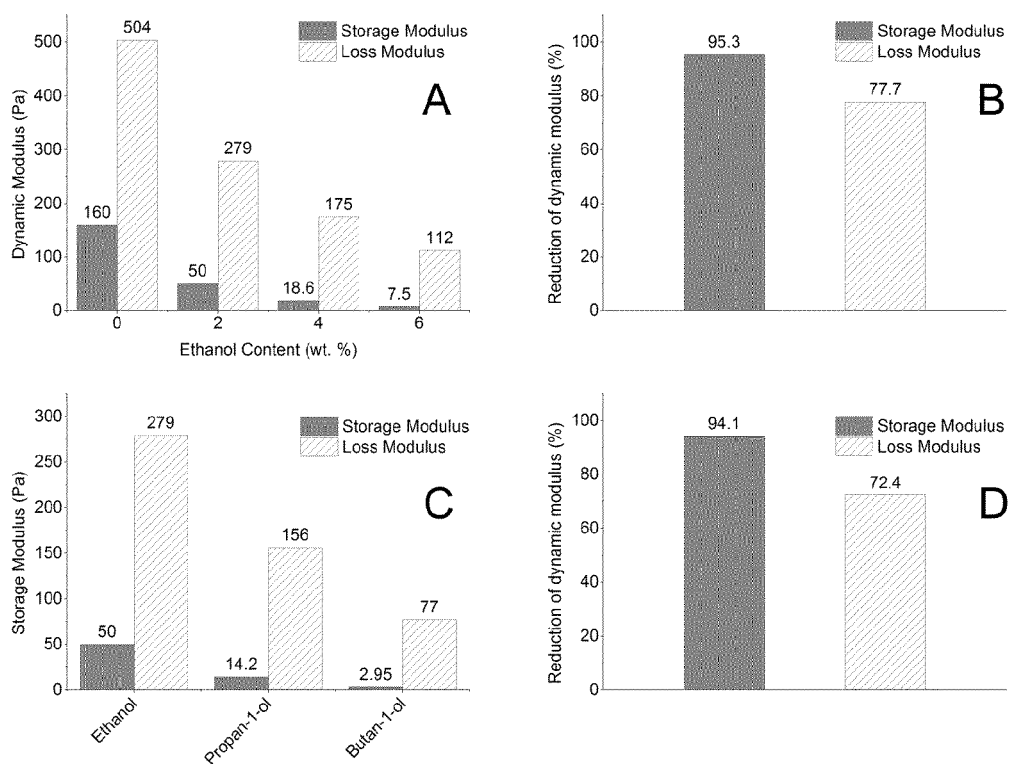 Storage Modulus
Loss Modulus
A
Dynamic Modulus (Pa)
500
400
300
200
100
0
504
279
175
112
160
50
18.6
7.5
0 2 4 6
Ethanol Content (wt. %)
Storage Modulus
Loss Modulus
B
Reduction of dynamic modulus (%)
100
80
60
40
20
0
95.3
77.7
Storage Modulus
Loss Modulus
C
Storage Modulus (Pa)
300
250
200
150
100
50
0
279
156
77
50
14.2
2.95
Ethanol
Propan-1-ol
Butan-1-ol
Storage Modulus
Loss Modulus
D
Reduction of dynamic modulus (%)
100
80
60
40
20
0
94.1
72.4